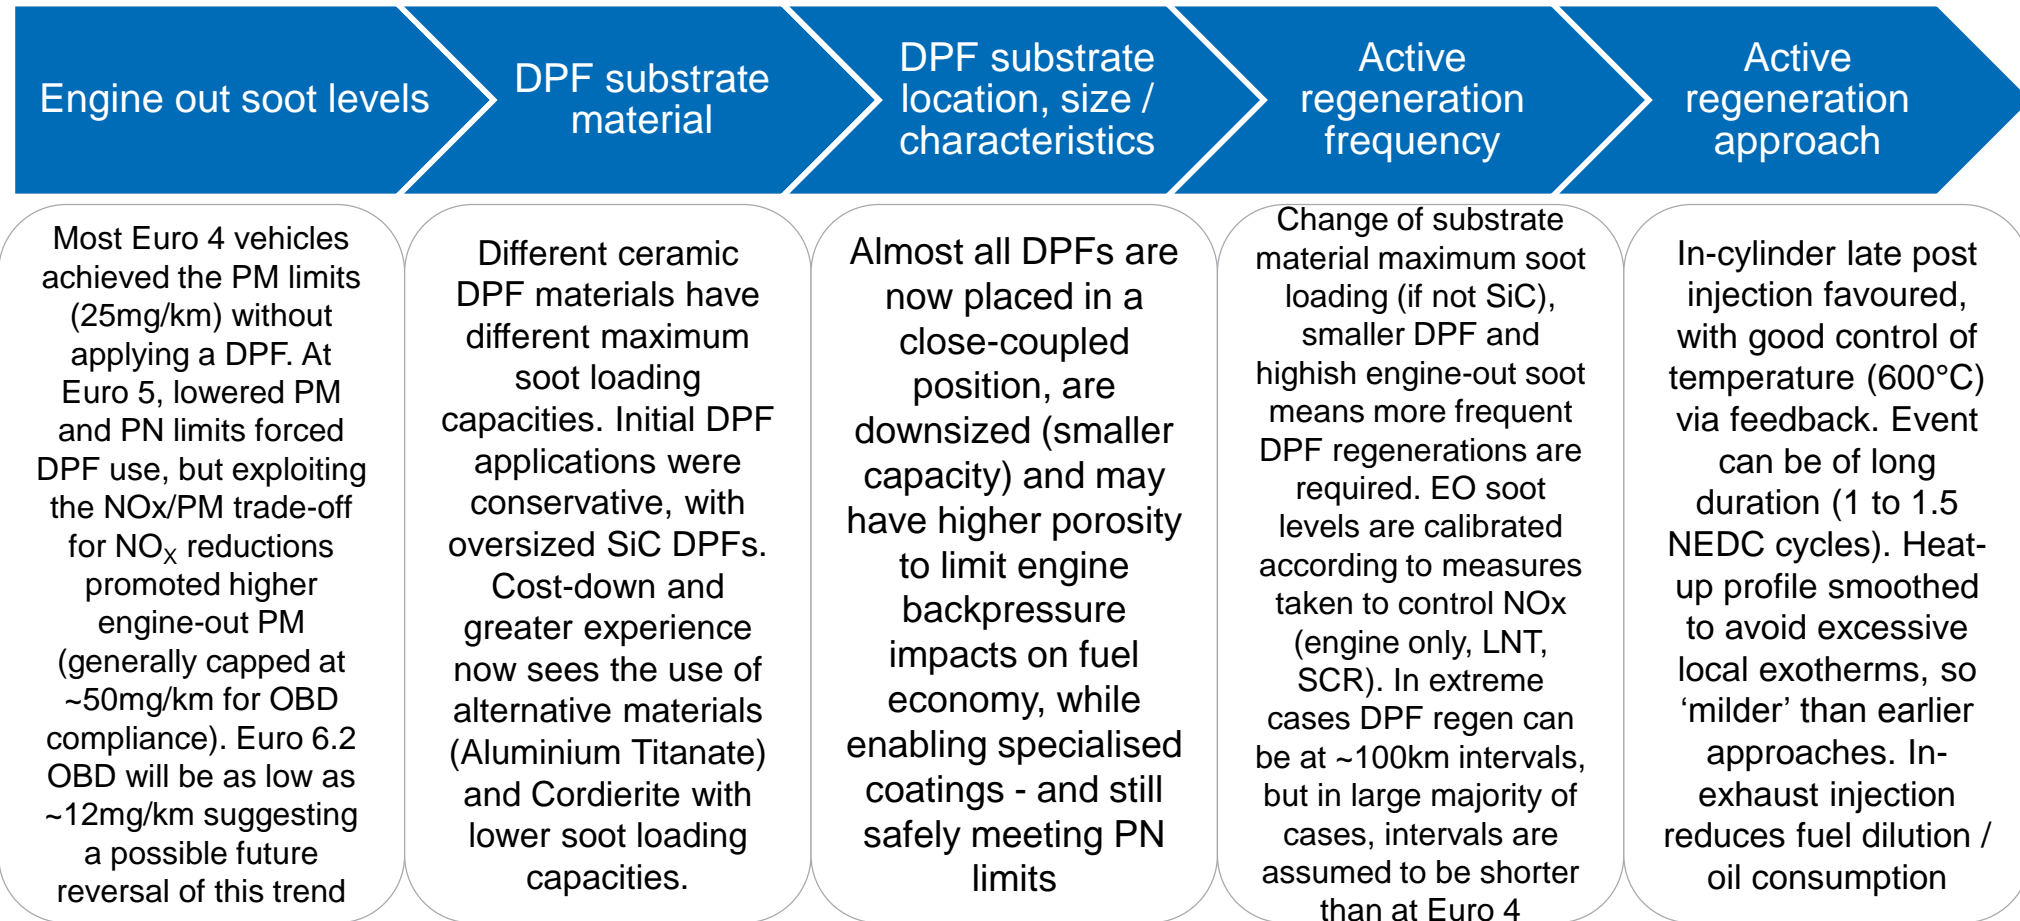 Engine out soot levels
DPF substrate
material
DPF substrate
location, size /
characteristics
Active
regeneration
frequency
Active
regeneration
approach
Most Euro 4 vehicles
achieved the PM limits
(25mg/km) without
applying a DPF. At
Euro 5, lowered PM
and PN limits forced
DPF use, but exploiting
the NOx/PM trade-off
for NOX reductions
promoted higher
engine-out PM
(generally capped at
~50mg/km for OBD
compliance). Euro 6.2
OBD will be as low as
~12mg/km suggesting
a possible future
reversal of this trend
Different ceramic
DPF materials have
different maximum
soot loading
capacities. Initial DPF
applications were
conservative, with
oversized SiC DPFs.
Cost-down and
greater experience
now sees the use of
alternative materials
(Aluminium Titanate)
and Cordierite with
lower soot loading
capacities.
Almost all DPFs are
now placed in a
close-coupled
position, are
downsized (smaller
capacity) and may
have higher porosity
to limit engine
backpressure
impacts on fuel
economy, while
enabling specialised
coatings - and still
safely meeting PN
limits
Change of substrate
material maximum soot
loading (if not SiC),
smaller DPF and
highish engine-out soot
means more frequent
DPF regenerations are
required. EO soot
levels are calibrated
according to measures
taken to control NOx
(engine only, LNT,
SCR). In extreme
cases DPF regen can
be at ~100km intervals,
but in large majority of
cases, intervals are
assumed to be shorter
than at Euro 4
In-cylinder late post
injection favoured,
with good control of
temperature (600°C)
via feedback. Event
can be of long
duration (1 to 1.5
NEDC cycles). Heat-
up profile smoothed
to avoid excessive
local exotherms, so
‘milder’ than earlier
approaches. In-
exhaust injection
reduces fuel dilution /
oil consumption